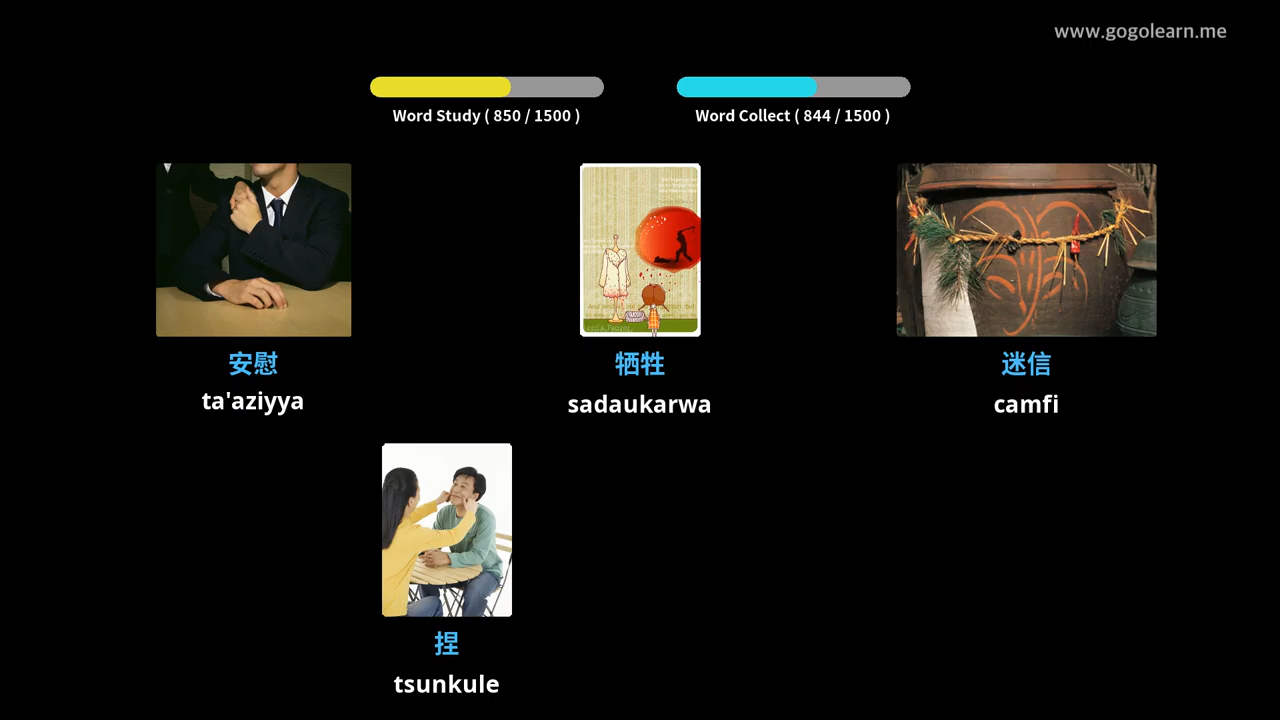 www.gogolearn.me
Word Study ( 850 / 1500 )
Word Collect ( 844 / 1500 )
安慰
ta'aziyya
牺牲
sadaukarwa
迷信
camfi
捏
tsunkule